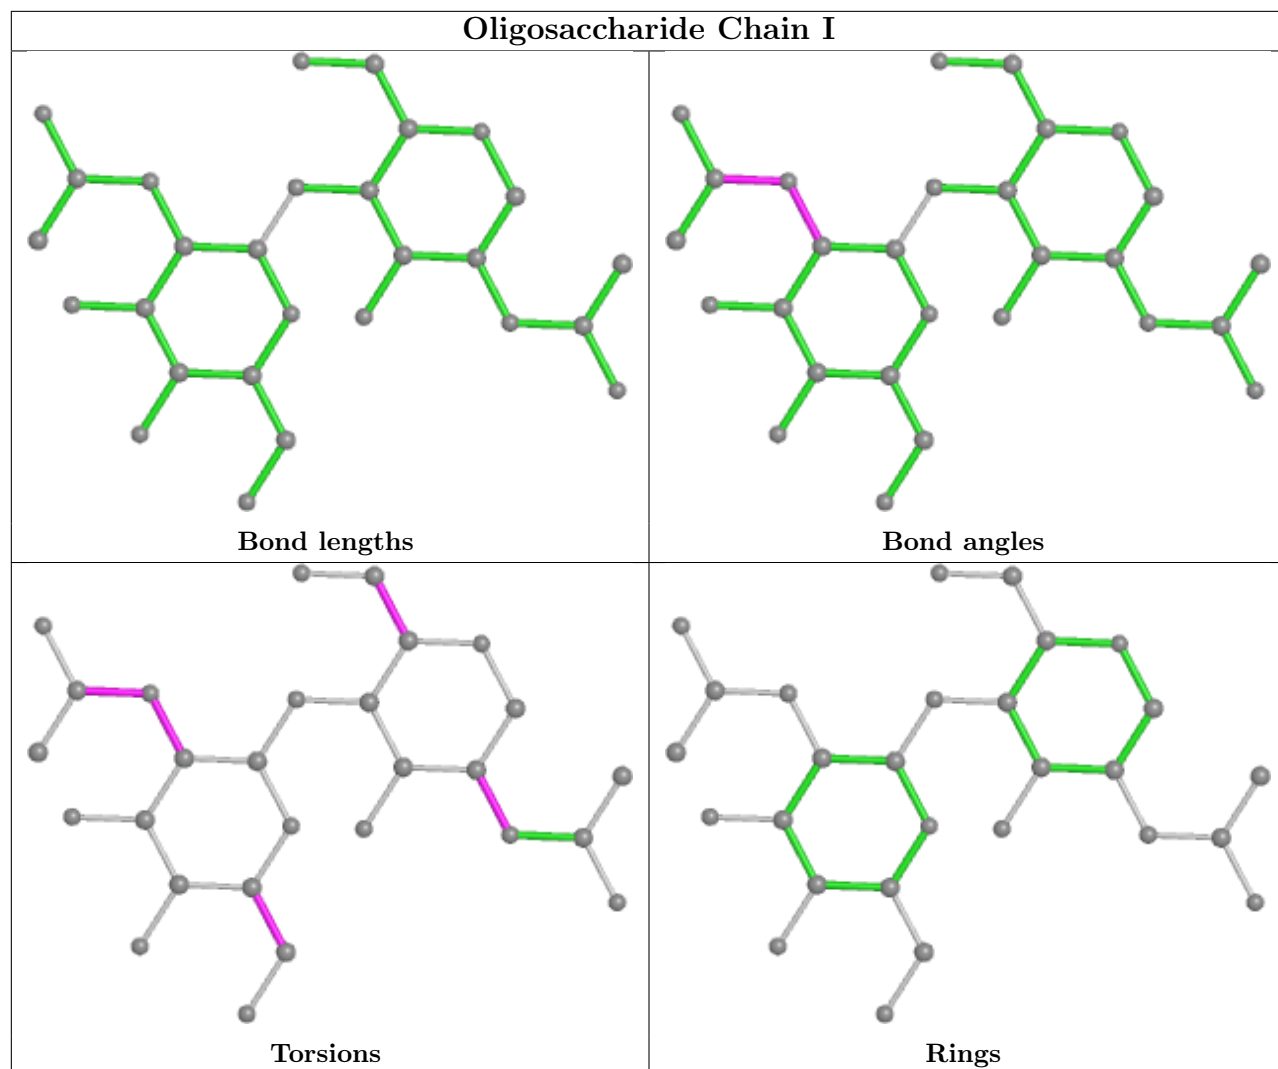 Oligosaccharide Chain I
Bond lengths
Bond angles
Torsions
Rings